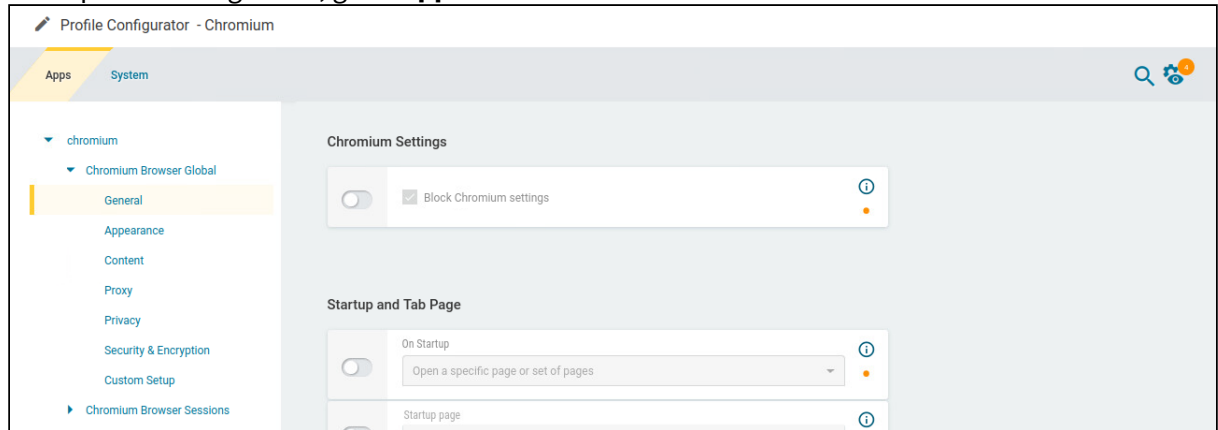 Profile Configurator - Chromium
Apps System
4
chromium
Chromium Browser Global
General
Appearance
Content
Proxy
Privacy
Security & Encryption
Custom Setup
Chromium Browser Sessions
Chromium Settings
Block Chromium settings
Startup and Tab Page
On Startup
Open a specific page or set of pages
Startup page